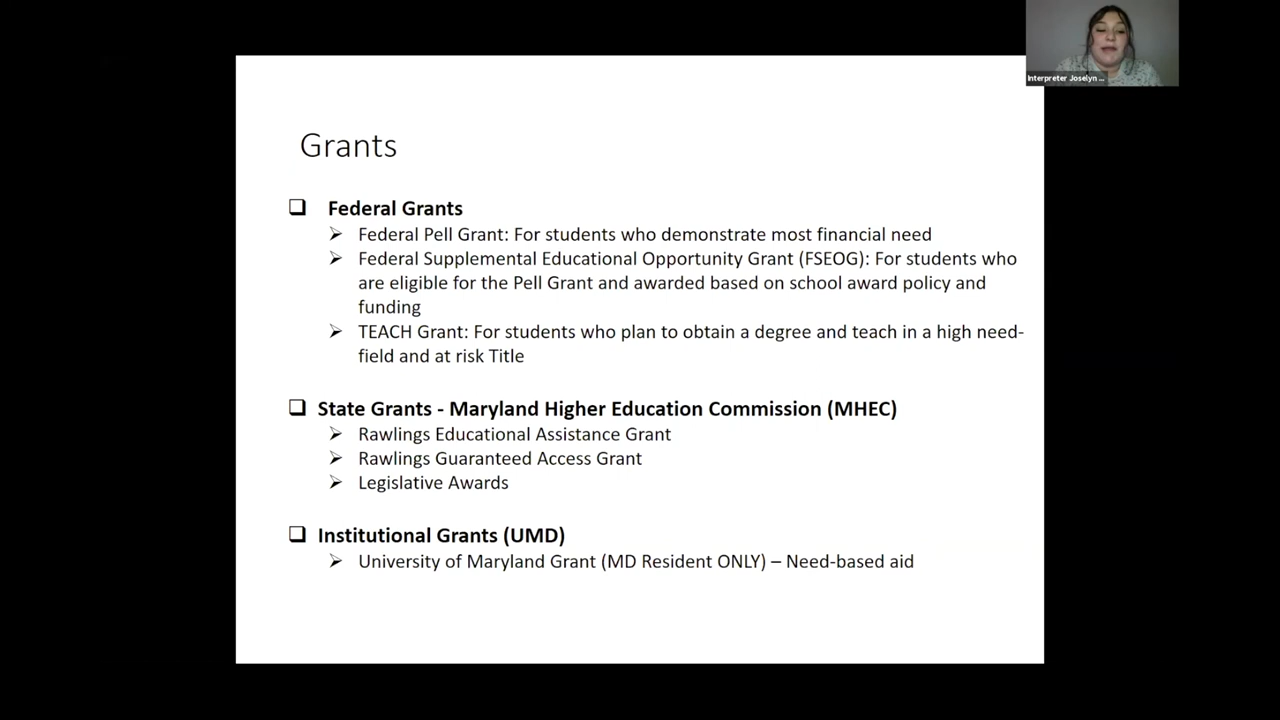 Interpreter Joselyn ...
Grants
Federal Grants
Federal Pell Grant: For students who demonstrate most financial need
Federal Supplemental Educational Opportunity Grant (FSEOG): For students who
are eligible for the Pell Grant and awarded based on school award policy and
funding
TEACH Grant: For students who plan to obtain a degree and teach in a high need-
field and at risk Title
State Grants - Maryland Higher Education Commission (MHEC)
Rawlings Educational Assistance Grant
Rawlings Guaranteed Access Grant
Legislative Awards
Institutional Grants (UMD)
University of Maryland Grant (MD Resident ONLY) – Need-based aid